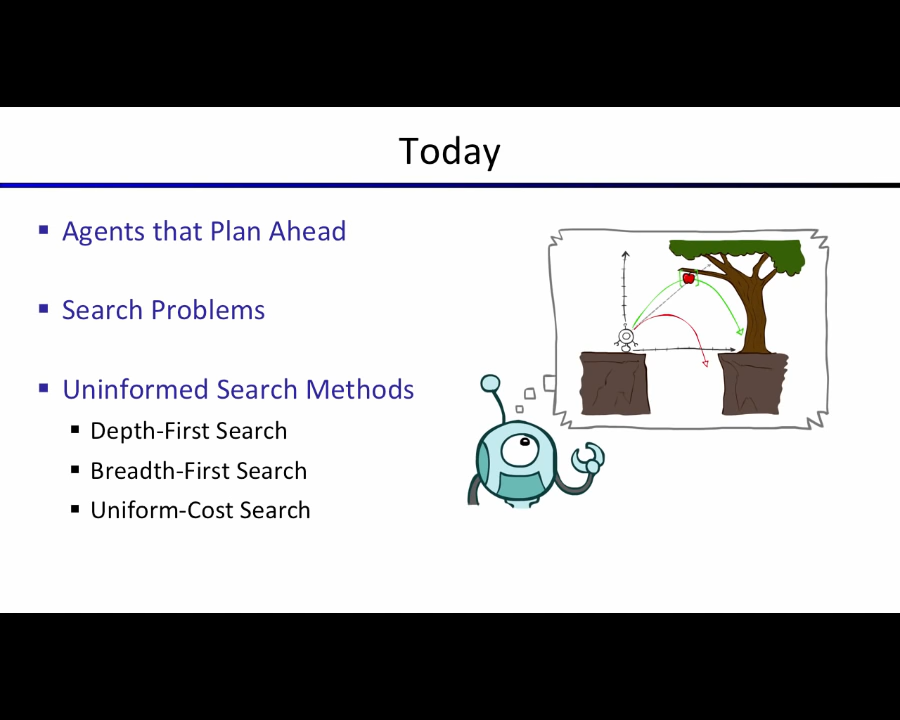 Today
▪ Agents that Plan Ahead
▪ Search Problems
▪ Uninformed Search Methods
▪ Depth-First Search
▪ Breadth-First Search
▪ Uniform-Cost Search